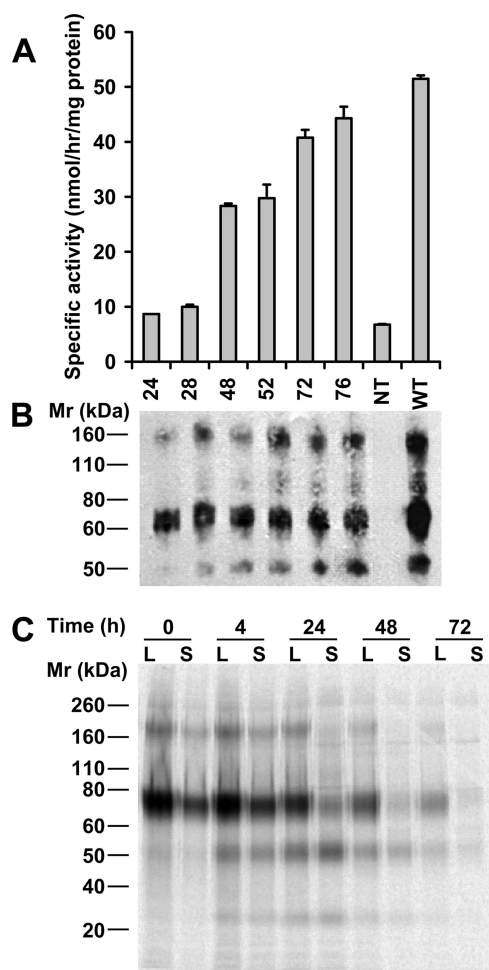 A
Specific activity (nmol/hr/mg protein)
60
50
40
30
20
10
0
24 28 48 52 72 76 NT WT
B
Mr (kDa)
160
110
80
60
50
C
Time (h) 0 4 24 48 72
L S L S L S L S L S
Mr (kDa)
260
160
110
80
60
50
40
20